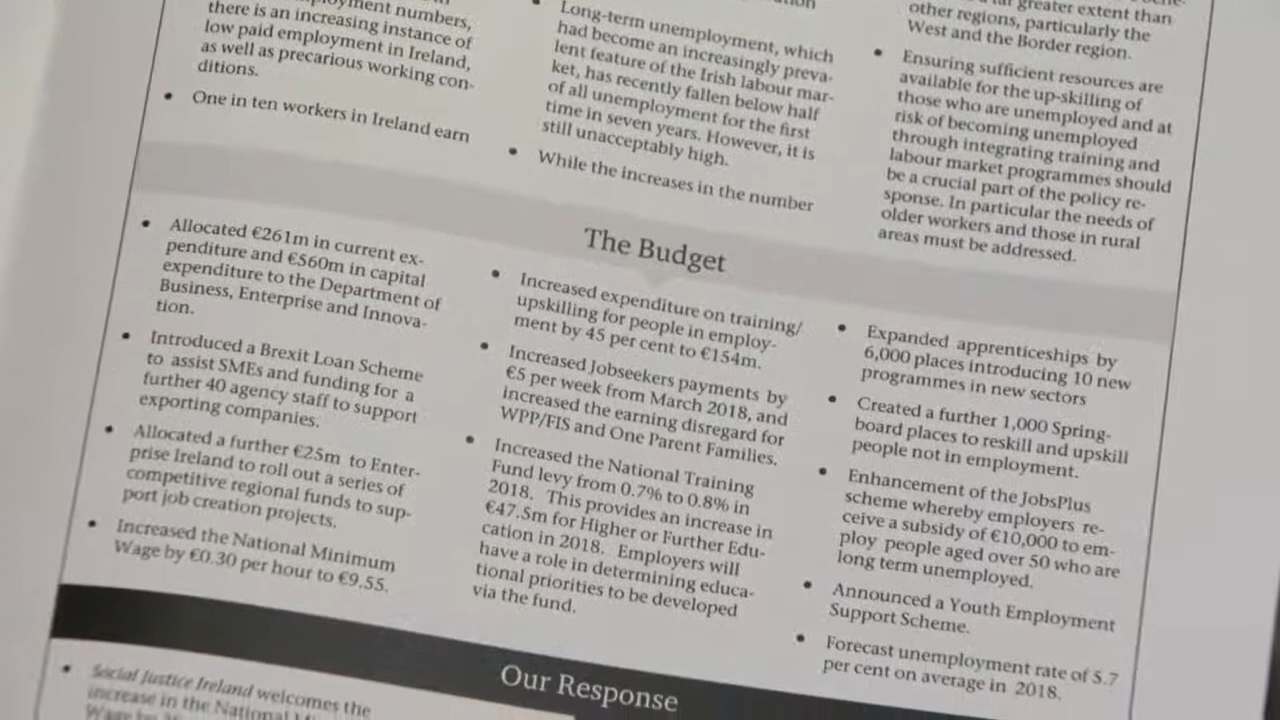 there is an increasing instance of
low paid employment in Ireland,
as well as precarious working con-
ditions.
• One in ten workers in Ireland earn
• Long-term unemployment, which
had become an increasingly preva-
lent feature of the Irish labour mar-
ket, has recently fallen below half
of all unemployment for the first
time in seven years. However, it is
still unacceptably high.
• While the increases in the number
greater extent than
other regions, particularly the
West and the Border region.
• Ensuring sufficient resources are
available for the up-skilling of
those who are unemployed and at
risk of becoming unemployed
through integrating training and
labour market programmes should
be a crucial part of the policy re-
sponse. In particular the needs of
older workers and those in rural
areas must be addressed.
The Budget
• Allocated €261m in current ex-
penditure and €560m in capital
expenditure to the Department of
Business, Enterprise and Innova-
tion.
• Introduced a Brexit Loan Scheme
to assist SMEs and funding for a
further 40 agency staff to support
exporting companies.
• Allocated a further €25m to Enter-
prise Ireland to roll out a series of
competitive regional funds to sup-
port job creation projects.
• Increased the National Minimum
Wage by €0.30 per hour to €9.55.
• Increased expenditure on training/
upskilling for people in employ-
ment by 45 per cent to €154m.
• Increased Jobseekers payments by
€5 per week from March 2018, and
increased the earning disregard for
WPP/FIS and One Parent Families.
• Increased the National Training
Fund levy from 0.7% to 0.8% in
2018. This provides an increase in
€47.5m for Higher or Further Edu-
cation in 2018. Employers will
have a role in determining educa-
tional priorities to be developed
via the fund.
• Expanded apprenticeships by
6,000 places introducing 10 new
programmes in new sectors
• Created a further 1,000 Spring-
board places to reskill and upskill
people not in employment.
• Enhancement of the JobsPlus
scheme whereby employers re-
ceive a subsidy of €10,000 to em-
ploy people aged over 50 who are
long term unemployed.
• Announced a Youth Employment
Support Scheme.
• Forecast unemployment rate of 5.7
per cent on average in 2018.
Our Response
• Social Justice Ireland welcomes the
increase in the National